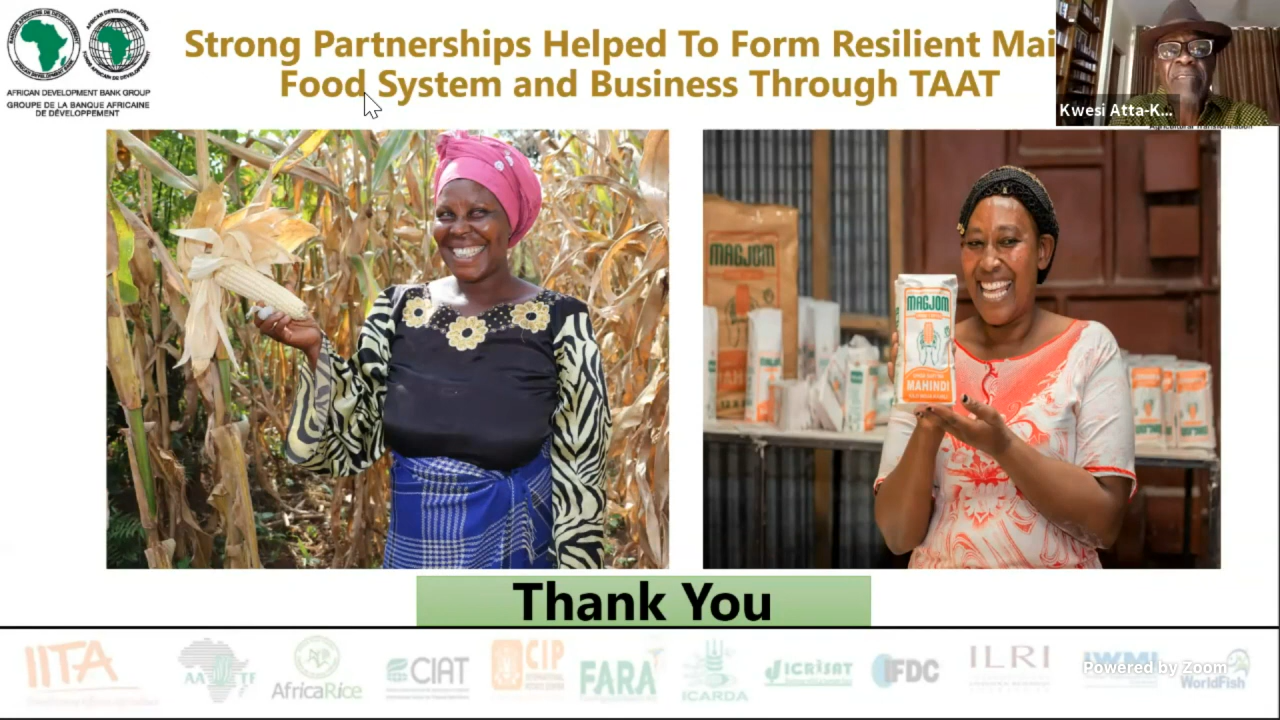 Strong Partnerships Helped To Form Resilient Mai
Food System and Business Through TAAT
AFRICAN DEVELOPMENT BANK GROUP
GROUPE DE LA BANQUE AFRICAINE
DE DÉVELOPPEMENT
Kwesi Atta-K...
MAGJOM
MAGJOM
MAHINDI
Thank You
IITA
AATF
AfricaRice
CIAT
CIP
FARA
ICARDA
ICRISAT
IFDC
ILRI
IWMI
WorldFish
Powered by Zoom